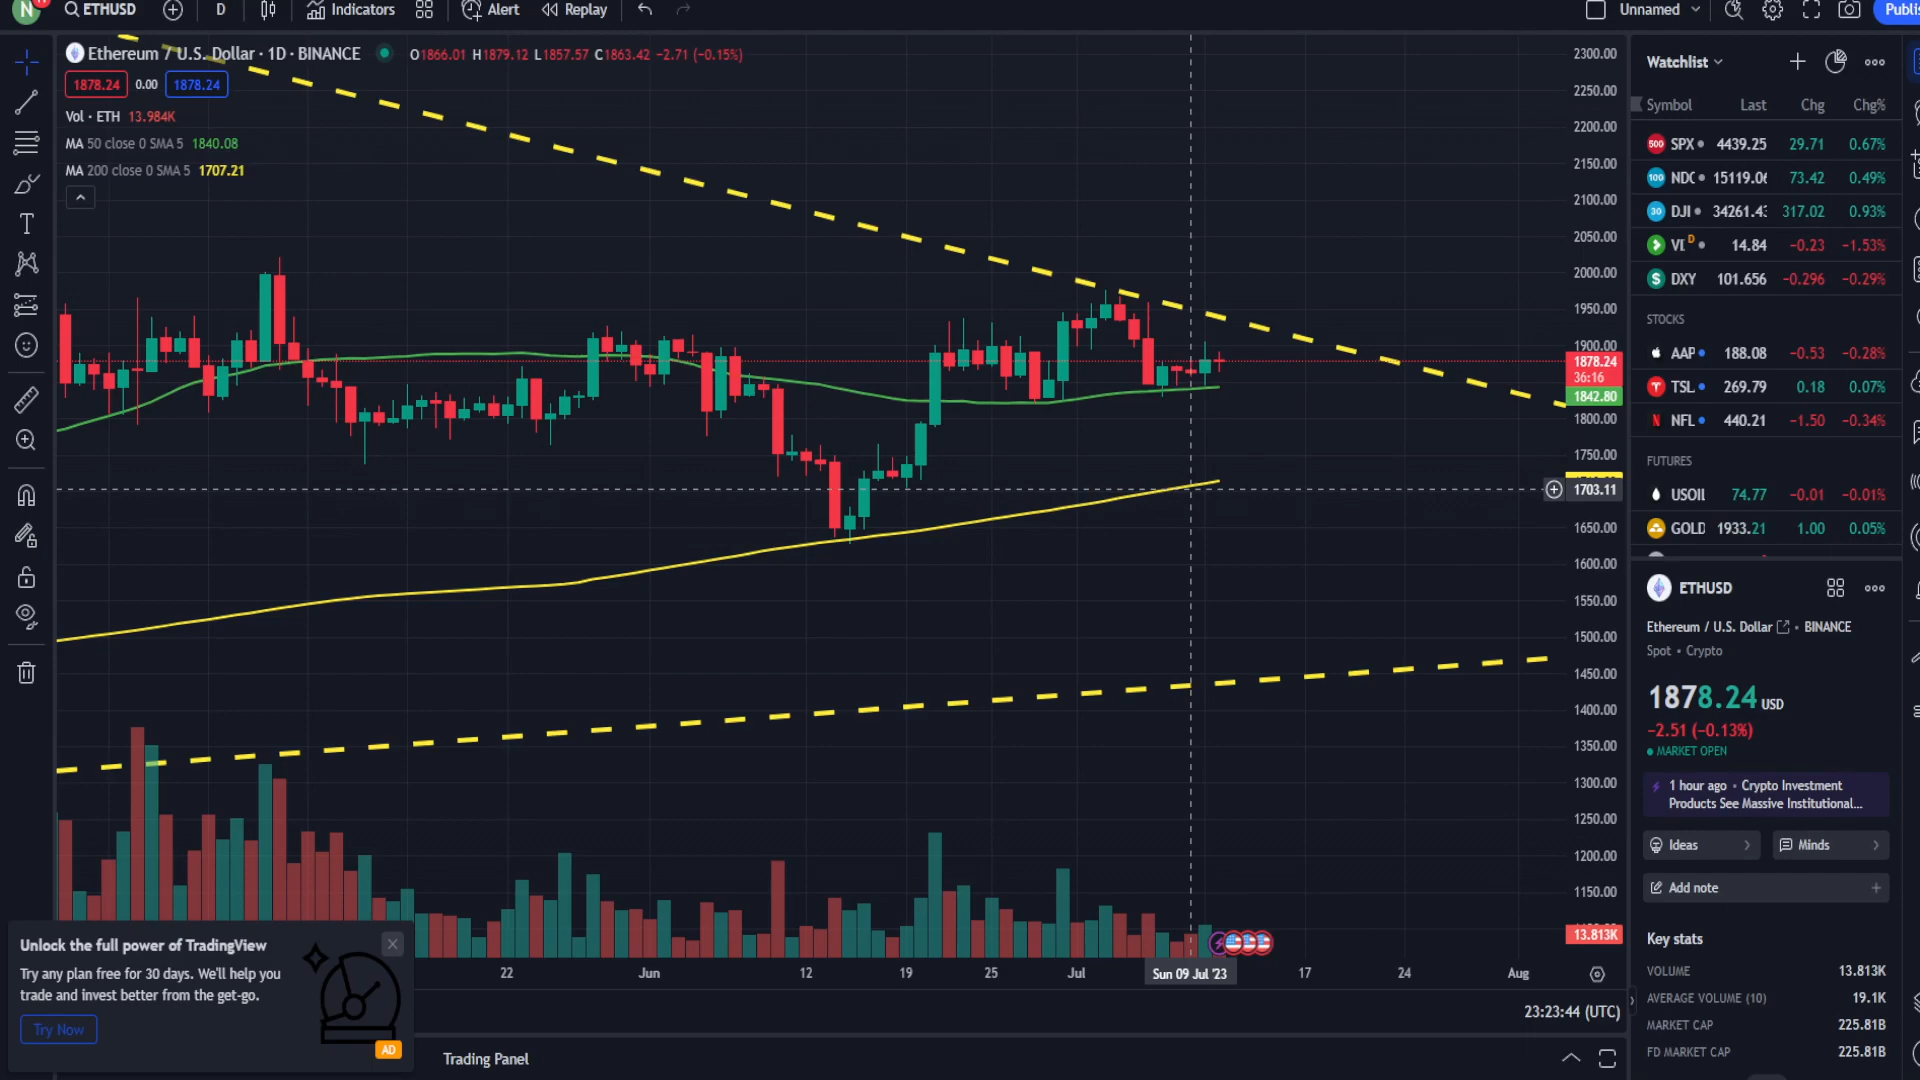 N ETHUSD D Indicators Alert Replay Unnamed Publi
Ethereum / U.S. Dollar · 1D · BINANCE O1866.01 H1879.12 L1857.57 C1863.42 −2.71 (−0.15%)
1878.24 0.00 1878.24
Vol · ETH 13.984K
MA 50 close 0 SMA 5 1840.08
MA 200 close 0 SMA 5 1707.21
2300.00
2250.00
2200.00
2150.00
2100.00
2050.00
2000.00
1950.00
1900.00
1878.24
36:16
1842.80
1800.00
1750.00
1703.11
1650.00
1600.00
1550.00
1500.00
1450.00
1400.00
1350.00
1300.00
1250.00
1200.00
1150.00
13.813K
22 Jun 12 19 25 Jul Sun 09 Jul '23 17 24 Aug
23:23:44 (UTC)
Trading Panel
Unlock the full power of TradingView
Try any plan free for 30 days. We'll help you
trade and invest better from the get-go.
Try Now
AD
Watchlist
Symbol Last Chg Chg%
500 SPX 4439.25 29.71 0.67%
100 NDC 15119.06 73.42 0.49%
30 DJI 34261.43 317.02 0.93%
VI D 14.84 −0.23 −1.53%
S DXY 101.656 −0.296 −0.29%
STOCKS
AAP 188.08 −0.53 −0.28%
TSL 269.79 0.18 0.07%
N NFL 440.21 −1.50 −0.34%
FUTURES
USOIL 74.77 −0.01 −0.01%
GOLD 1933.21 1.00 0.05%
ETHUSD
Ethereum / U.S. Dollar • BINANCE
Spot • Crypto
1878.24 USD
−2.51 (−0.13%)
MARKET OPEN
1 hour ago • Crypto Investment
Products See Massive Institutional...
Ideas Minds
Add note
Key stats
VOLUME 13.813K
AVERAGE VOLUME (10) 19.1K
MARKET CAP 225.81B
FD MARKET CAP 225.81B